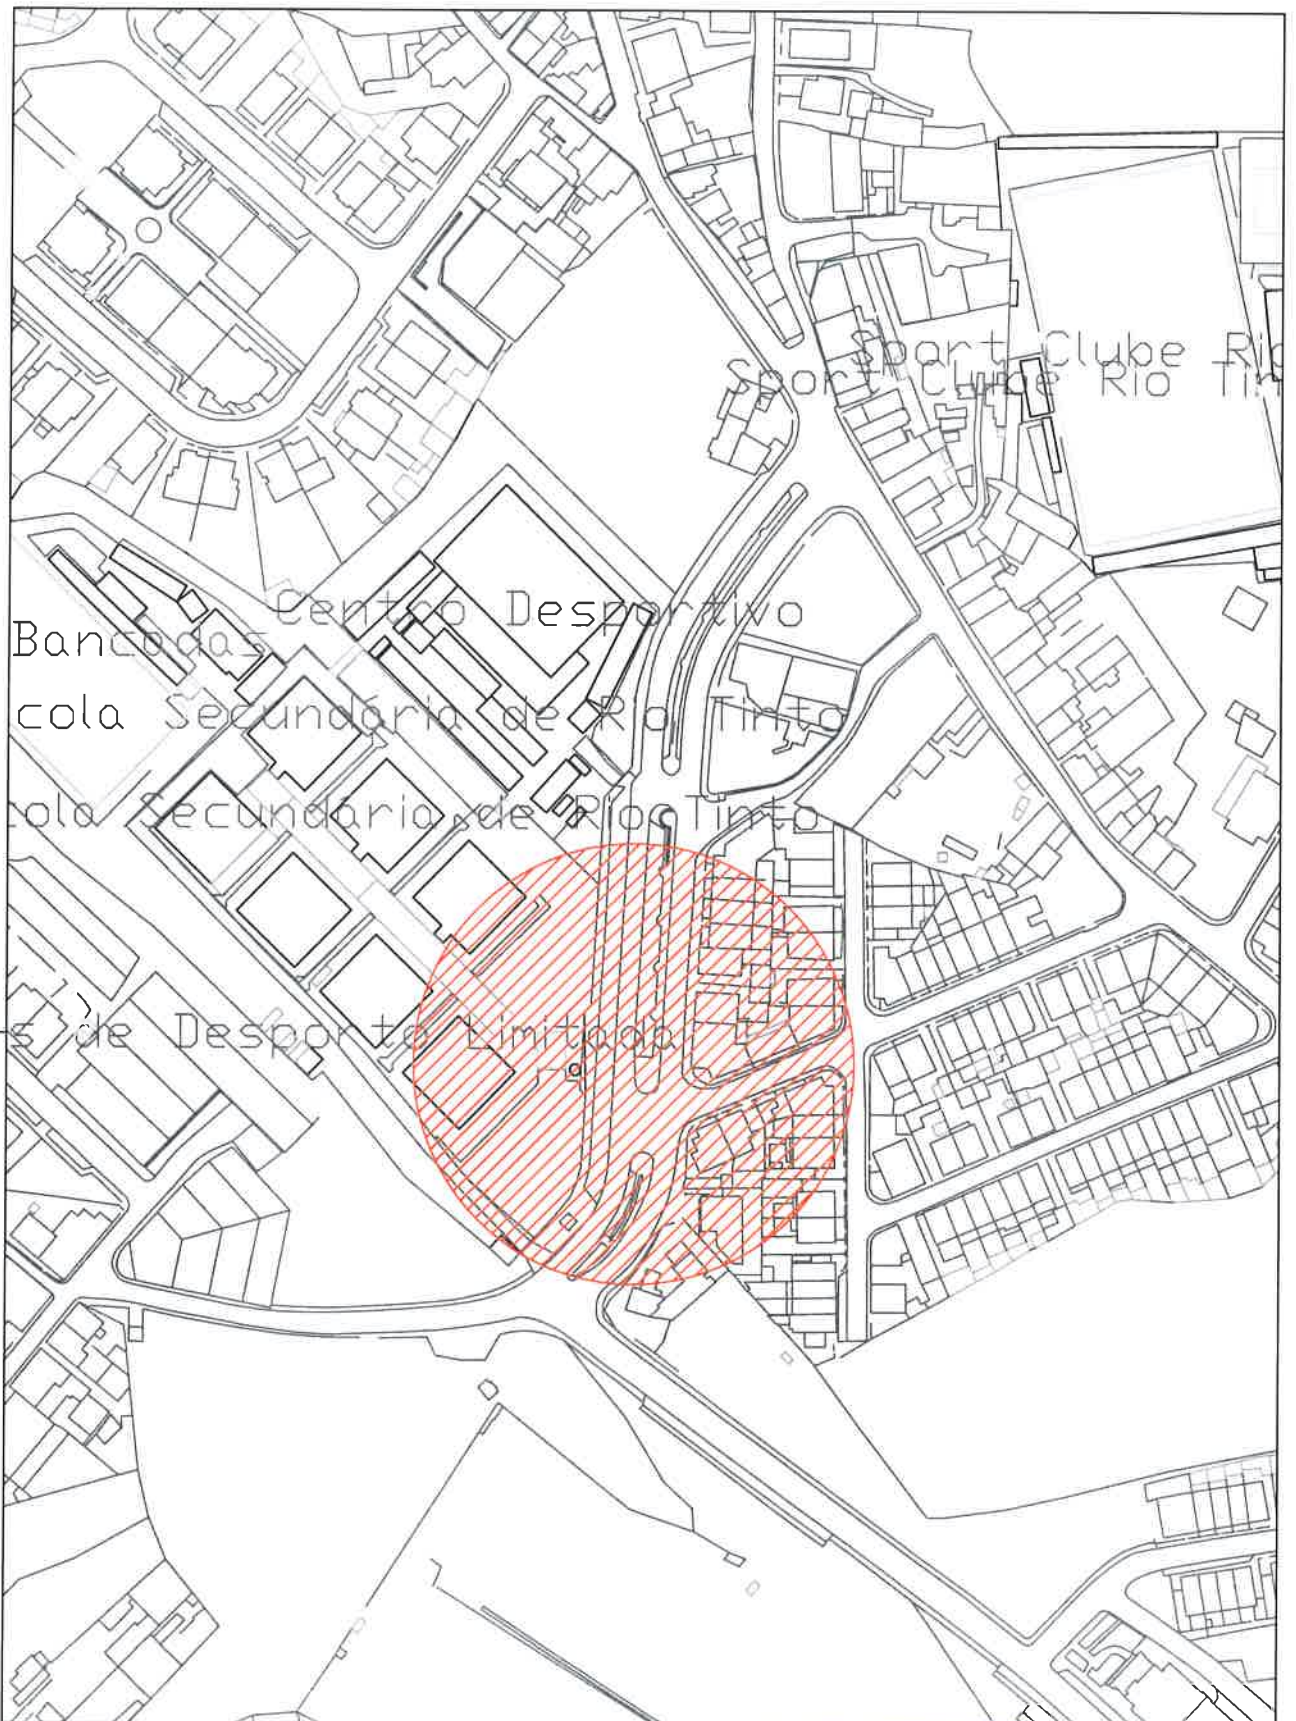 Sport Clube Rio
Sport Clube Rio Tin
Centro Desportivo
Bancadas
cola Secundária de Rio Tinto
cola Secundária de Rio Tinto
s de Desporto Limitada